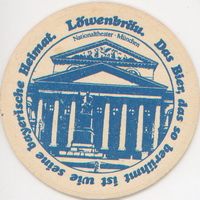 Löwenbräu. Das Bier, das so berühmt ist wie seine bayerische Heimat.
Nationaltheater · München